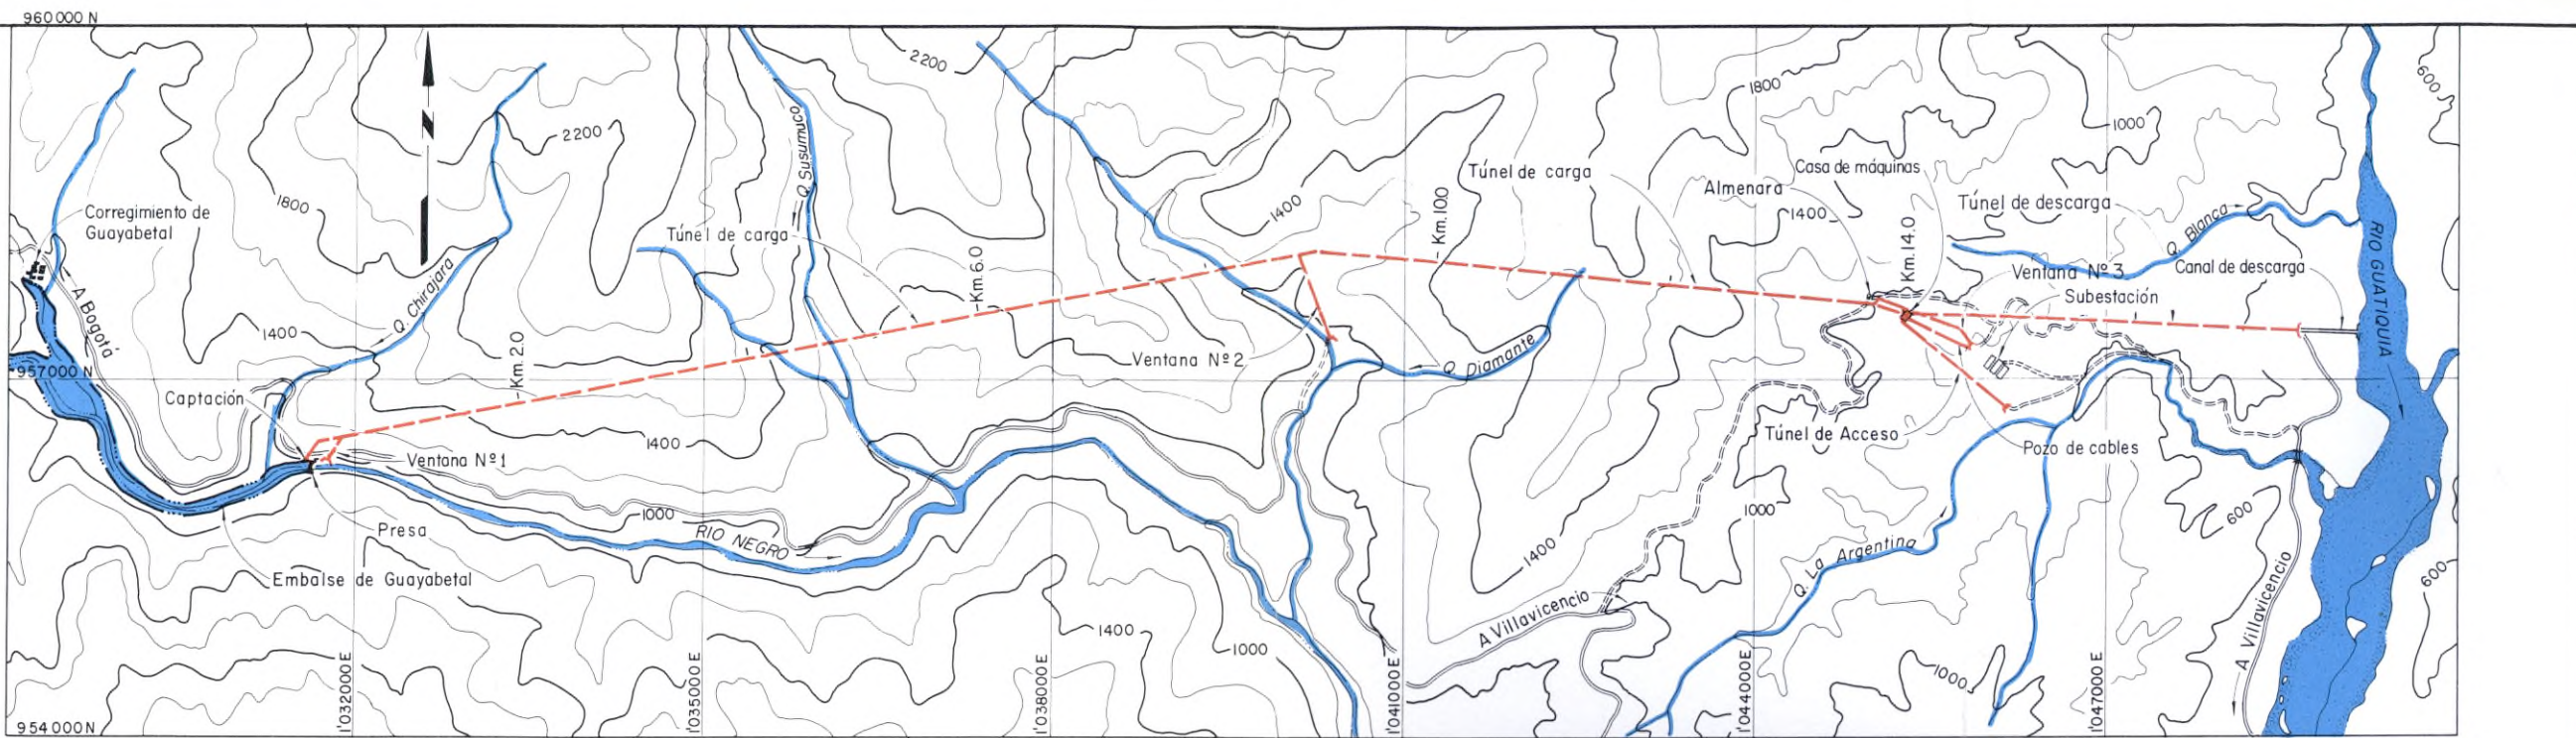 960 000 N
2200
1800
600
1000
2200
Q. Susumuco
Km. 10.0
Túnel de carga
Casa de máquinas
Almenara
Túnel de descarga
1800
Corregimiento de
Guayabetal
1400
1400
Q. Blanca
N
Túnel de carga
Km. 6.0
Km. 14.0
RIO GUATIQUIA
Ventana Nº 3
Canal de descarga
A Bogotá
Q. Chirajara
Subestación
1400
Km. 2.0
Ventana Nº 2
Q. Diamante
957000 N
Captación
1400
Túnel de Acceso
Pozo de cables
Ventana Nº 1
1000
1000
600
Presa
RIO NEGRO
1400
Q. La Argentina
Embalse de Guayabetal
A Villavicencio
A Villavicencio
600
1400
1000
1000
1'032000 E
1'035000 E
1'038000 E
1'041000 E
1'044000 E
1'047000 E
954 000 N